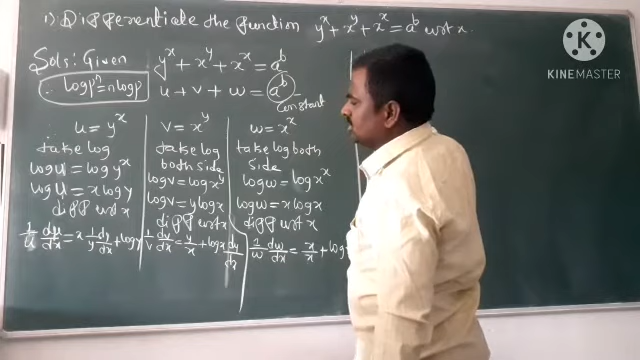 1) Differentiate the function y^x + x^y + x^x = a^b wrt x.
Sols: Given y^x + x^y + x^x = a^b
∴ log p^n = n log p
u + v + w = a^b
constant
∴ u = y^x
take log
log u = log y^x
log u = x log y
diff wrt x
1/u du/dx = x 1/y dy/dx + log y
v = x^y
take log
both side
log v = log x^y
log v = y log x
diff wrt x
1/v dv/dx = y/x + log x dy/dx
w = x^x
take log both
side
log w = log x^x
log w = x log x
diff wrt x
1/w dw/dx = x/x + log
KINEMASTER